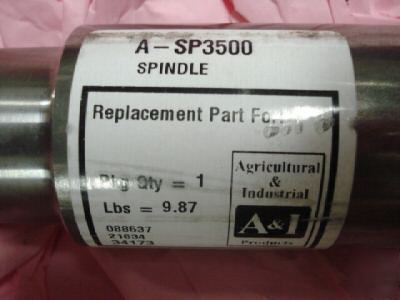 A-SP3500
SPINDLE
Replacement Part For:
Pkg Qty = 1
Lbs = 9.87
088637
21634
34173
Agricultural
&
Industrial
A&I
Products